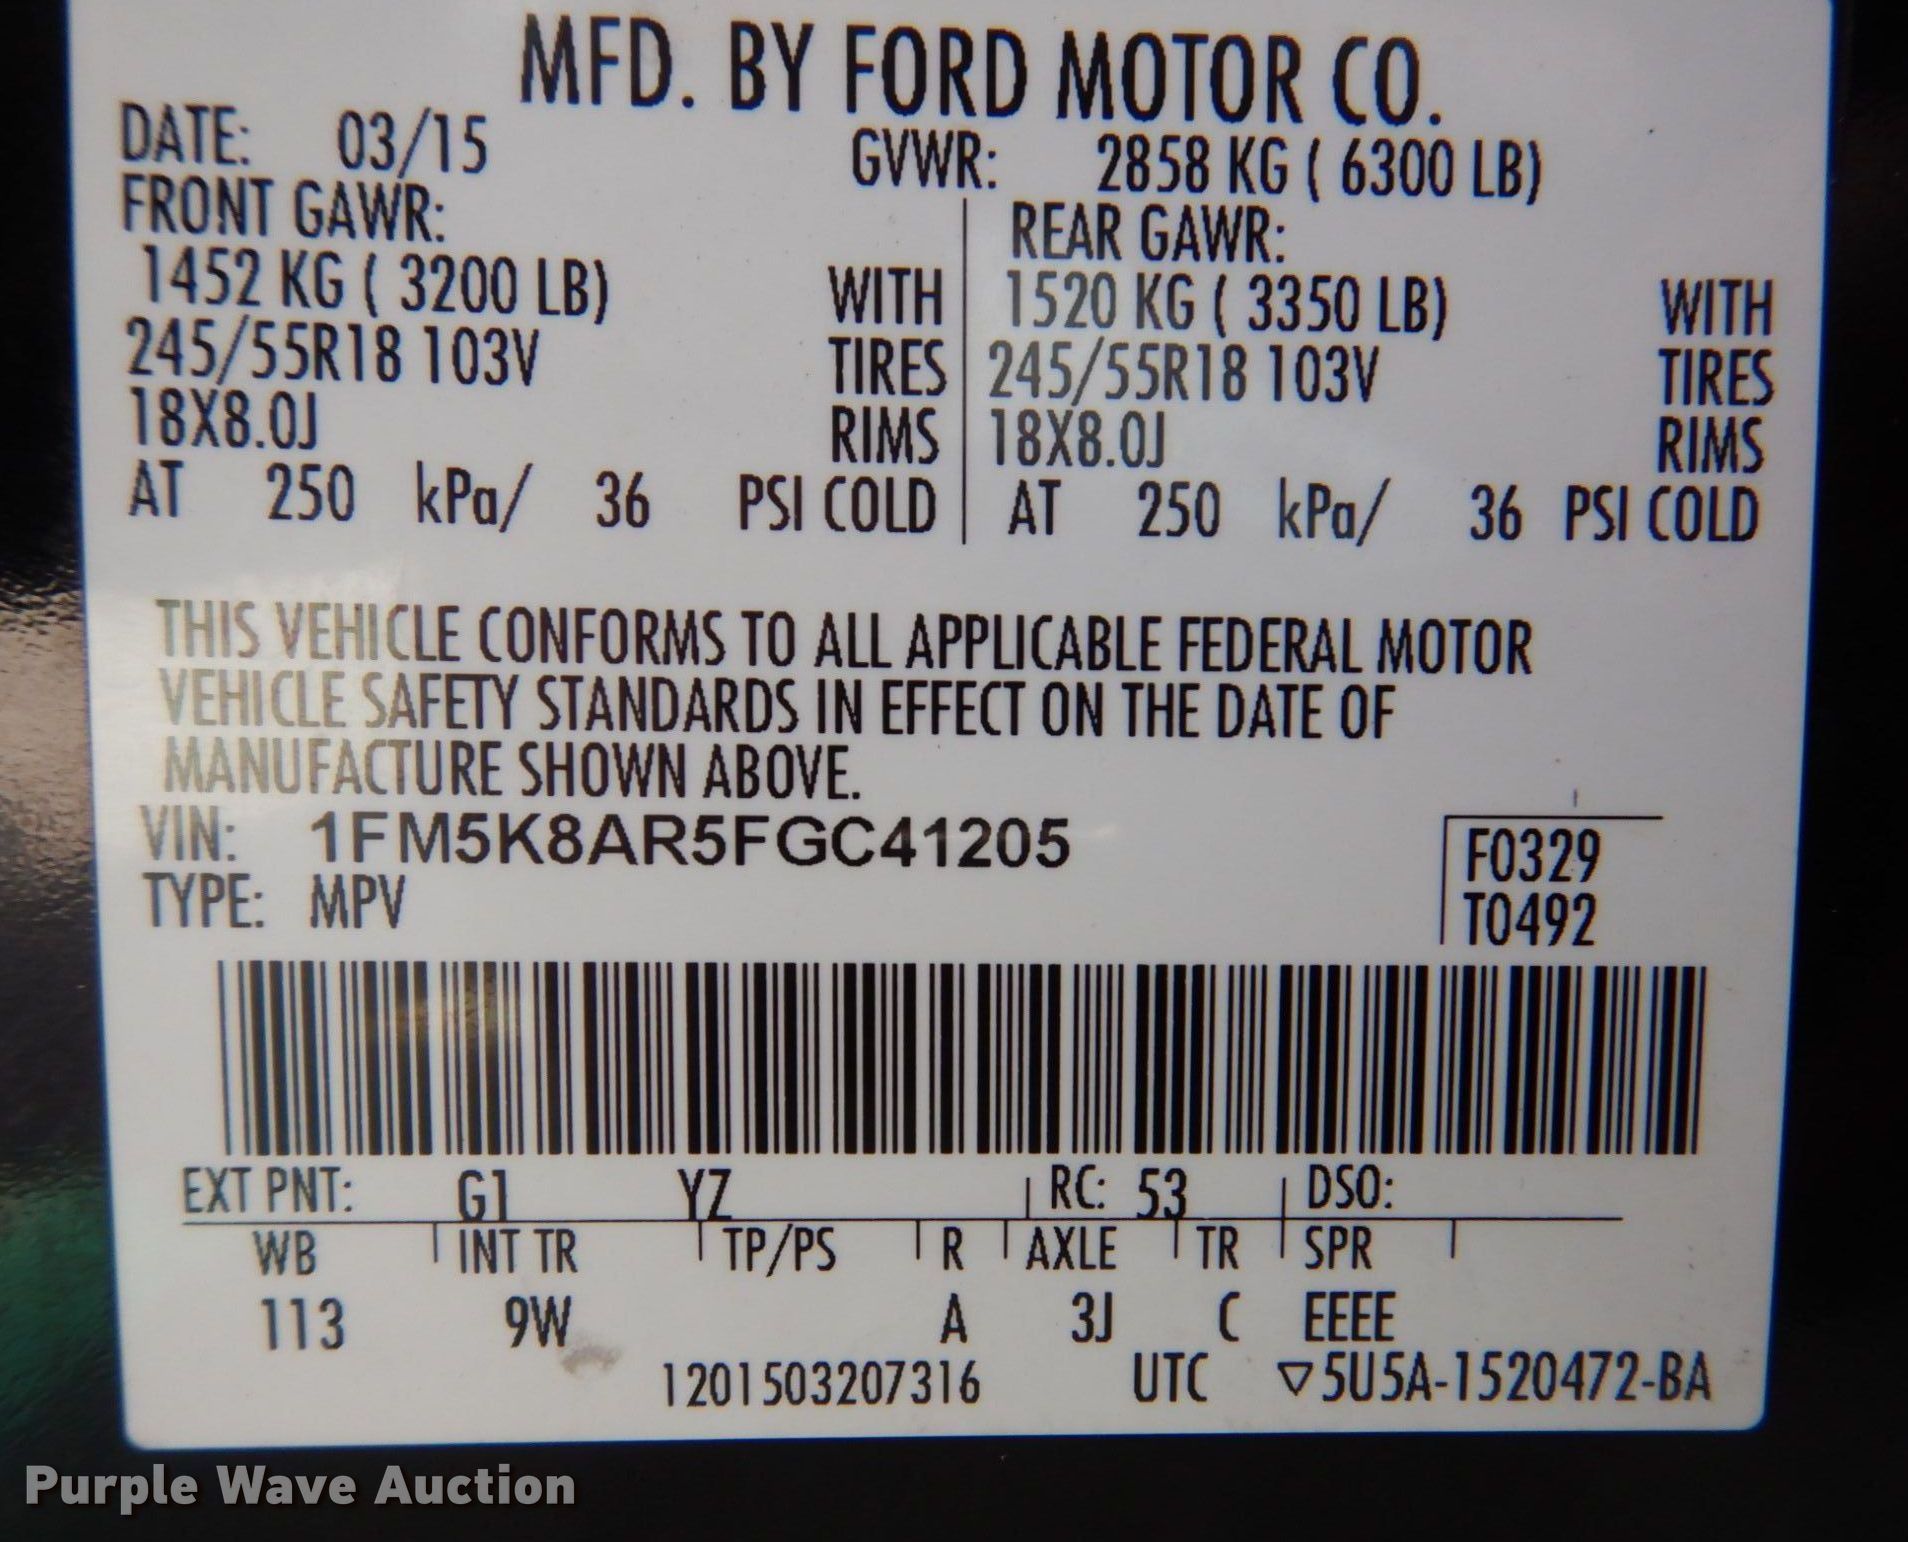 MFD. BY FORD MOTOR CO.
DATE: 03/15 GVWR: 2858 KG ( 6300 LB)
FRONT GAWR: REAR GAWR:
1452 KG ( 3200 LB) WITH 1520 KG ( 3350 LB) WITH
245/55R18 103V TIRES 245/55R18 103V TIRES
18X8.0J RIMS 18X8.0J RIMS
AT 250 kPa/ 36 PSI COLD AT 250 kPa/ 36 PSI COLD
THIS VEHICLE CONFORMS TO ALL APPLICABLE FEDERAL MOTOR
VEHICLE SAFETY STANDARDS IN EFFECT ON THE DATE OF
MANUFACTURE SHOWN ABOVE.
VIN: 1FM5K8AR5FGC41205 F0329
TYPE: MPV T0492
EXT PNT: G1 YZ RC: 53 DSO:
WB INT TR TP/PS R AXLE TR SPR
113 9W A 3J C EEEE
1201503207316 UTC ▽5U5A-1520472-BA
Purple Wave Auction